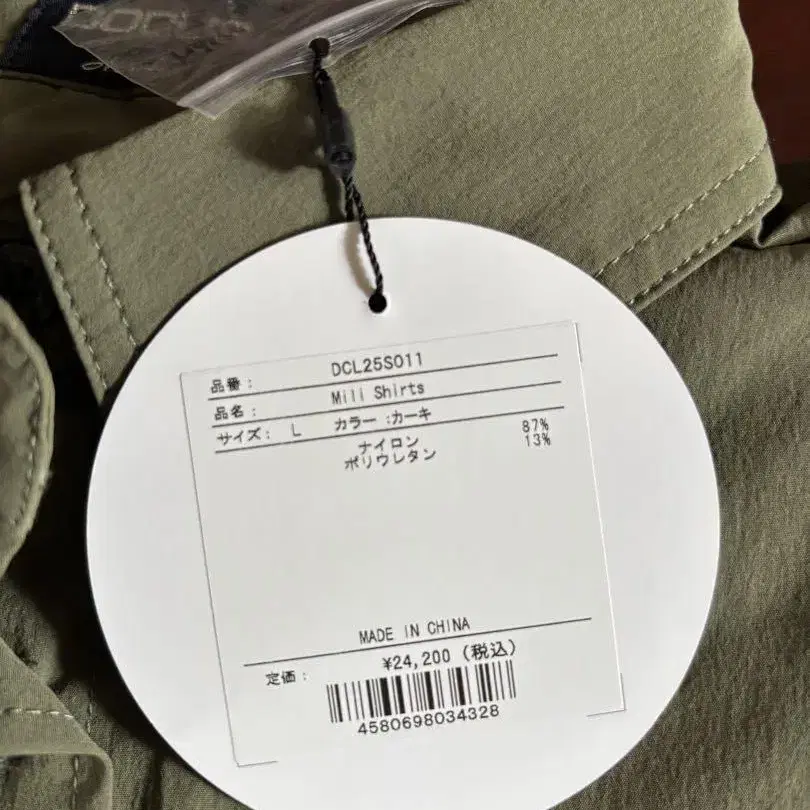 品番： DCL25S011
品名： Mili Shirts
サイズ： L カラー：カーキ
ナイロン 87%
ポリウレタン 13%
MADE IN CHINA
定価： ¥24,200 (税込)
4580698034328